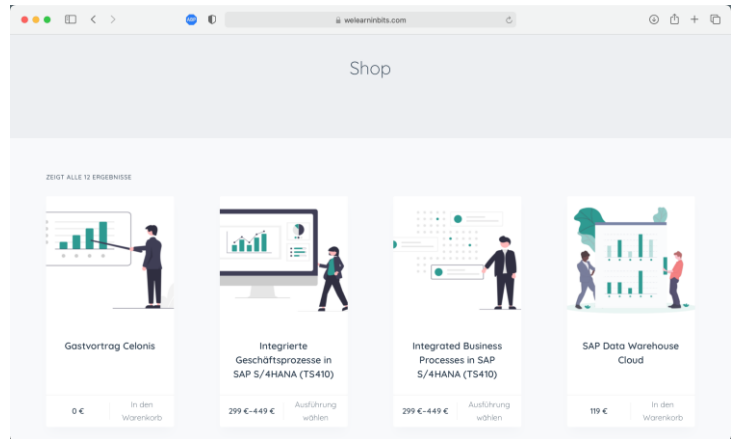 ABP
welearninbits.com
Shop
ZEIGT ALLE 12 ERGEBNISSE
Gastvortrag Celonis
Integrierte
Geschäftsprozesse in
SAP S/4HANA (TS410)
Integrated Business
Processes in SAP
S/4HANA (TS410)
SAP Data Warehouse
Cloud
0 €
In den
Warenkorb
299 €–449 €
Ausführung
wählen
299 €–449 €
Ausführung
wählen
119 €
In den
Warenkorb